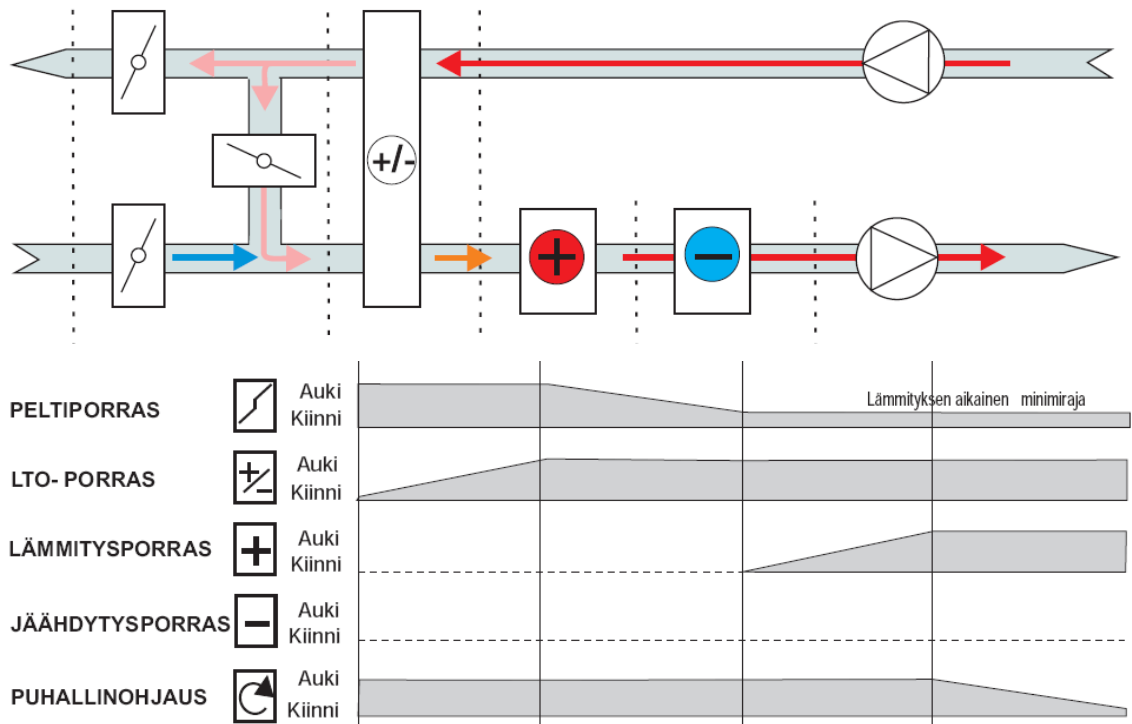 +/-
+
−
PELTIPORRAS
Auki
Kiinni
Lämmityksen aikainen minimiraja
LTO- PORRAS
+/−
Auki
Kiinni
LÄMMITYSPORRAS
+
Auki
Kiinni
JÄÄHDYTYSPORRAS
−
Auki
Kiinni
PUHALLINOHJAUS
Auki
Kiinni